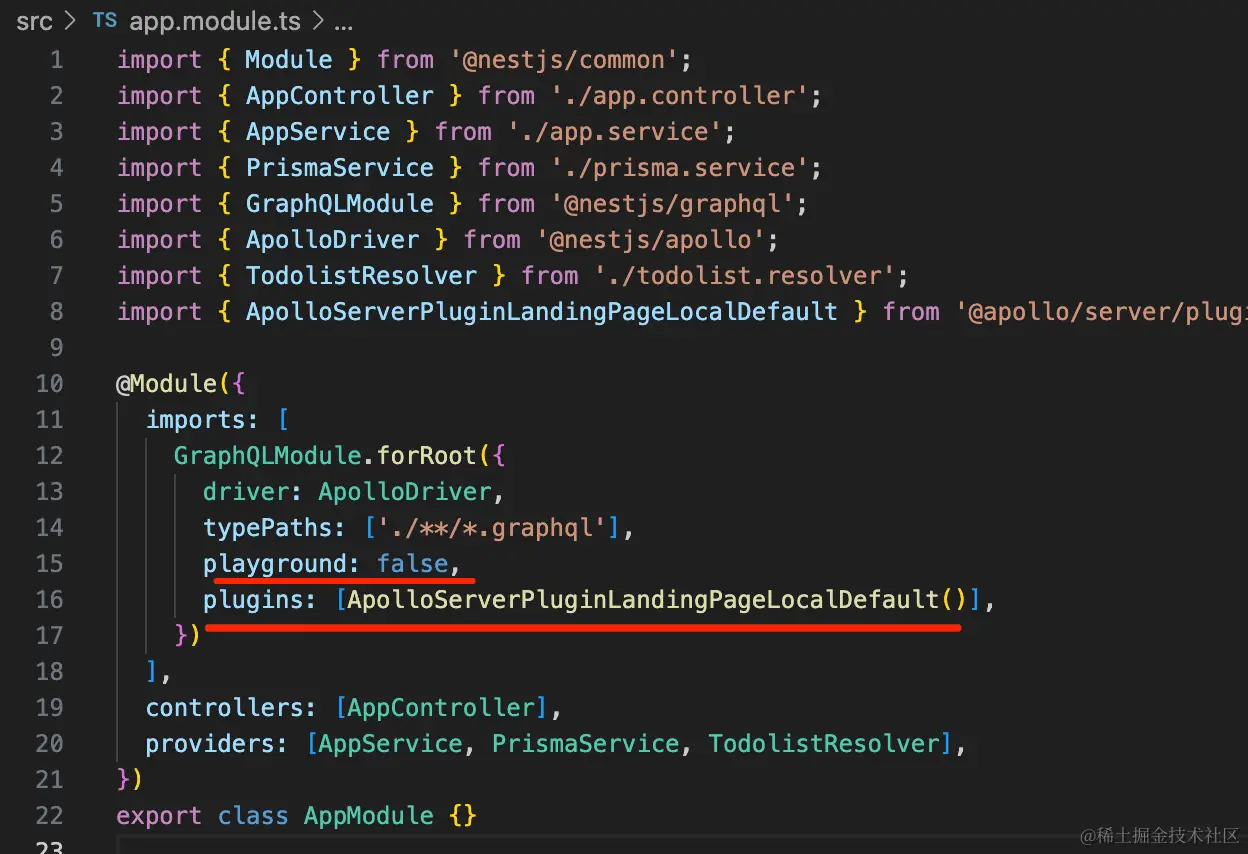 src > TS app.module.ts > ...
1 import { Module } from '@nestjs/common';
2 import { AppController } from './app.controller';
3 import { AppService } from './app.service';
4 import { PrismaService } from './prisma.service';
5 import { GraphQLModule } from '@nestjs/graphql';
6 import { ApolloDriver } from '@nestjs/apollo';
7 import { TodolistResolver } from './todolist.resolver';
8 import { ApolloServerPluginLandingPageLocalDefault } from '@apollo/server/plugi
9
10 @Module({
11 imports: [
12 GraphQLModule.forRoot({
13 driver: ApolloDriver,
14 typePaths: ['./**/*.graphql'],
15 playground: false,
16 plugins: [ApolloServerPluginLandingPageLocalDefault()],
17 })
18 ],
19 controllers: [AppController],
20 providers: [AppService, PrismaService, TodolistResolver],
21 })
22 export class AppModule {}
23
@稀土掘金技术社区